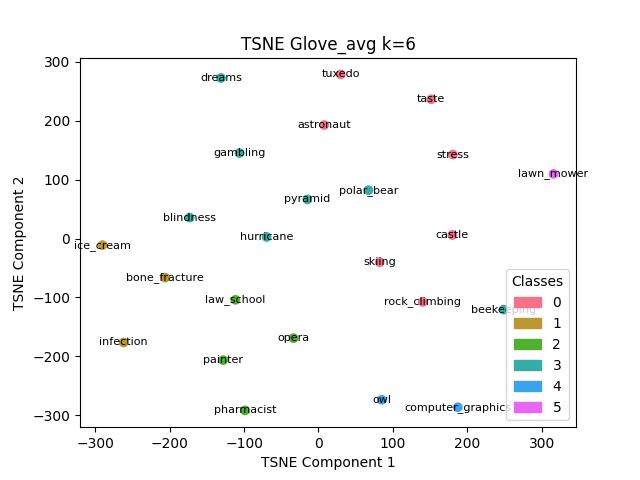 TSNE Glove_avg k=6
TSNE Component 2
300
200
100
0
−100
−200
−300
dreams
tuxedo
taste
astronaut
gambling
stress
lawn_mower
polar_bear
pyramid
blindness
hurricane
castle
ice_cream
skiing
bone_fracture
law_school
rock_climbing
beekeeping
opera
infection
painter
owl
computer_graphics
pharmacist
Classes
0
1
2
3
4
5
−300
−200
−100
0
100
200
300
TSNE Component 1